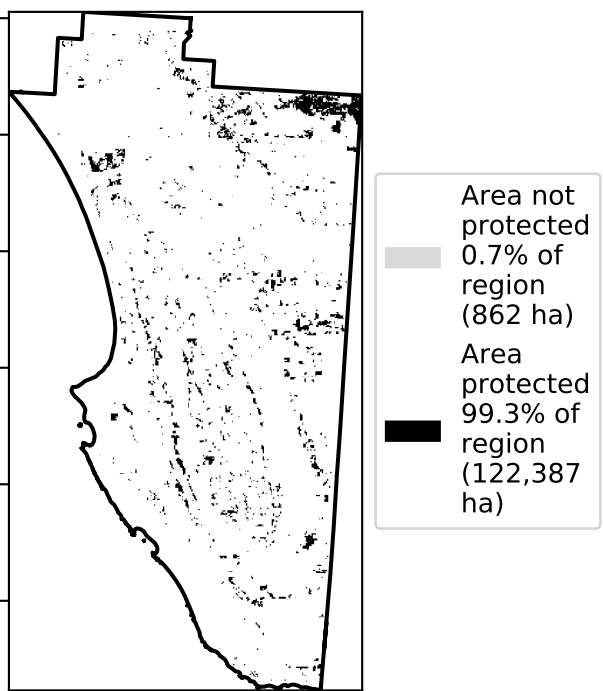 Area not
protected
0.7% of
region
(862 ha)
Area
protected
99.3% of
region
(122,387
ha)